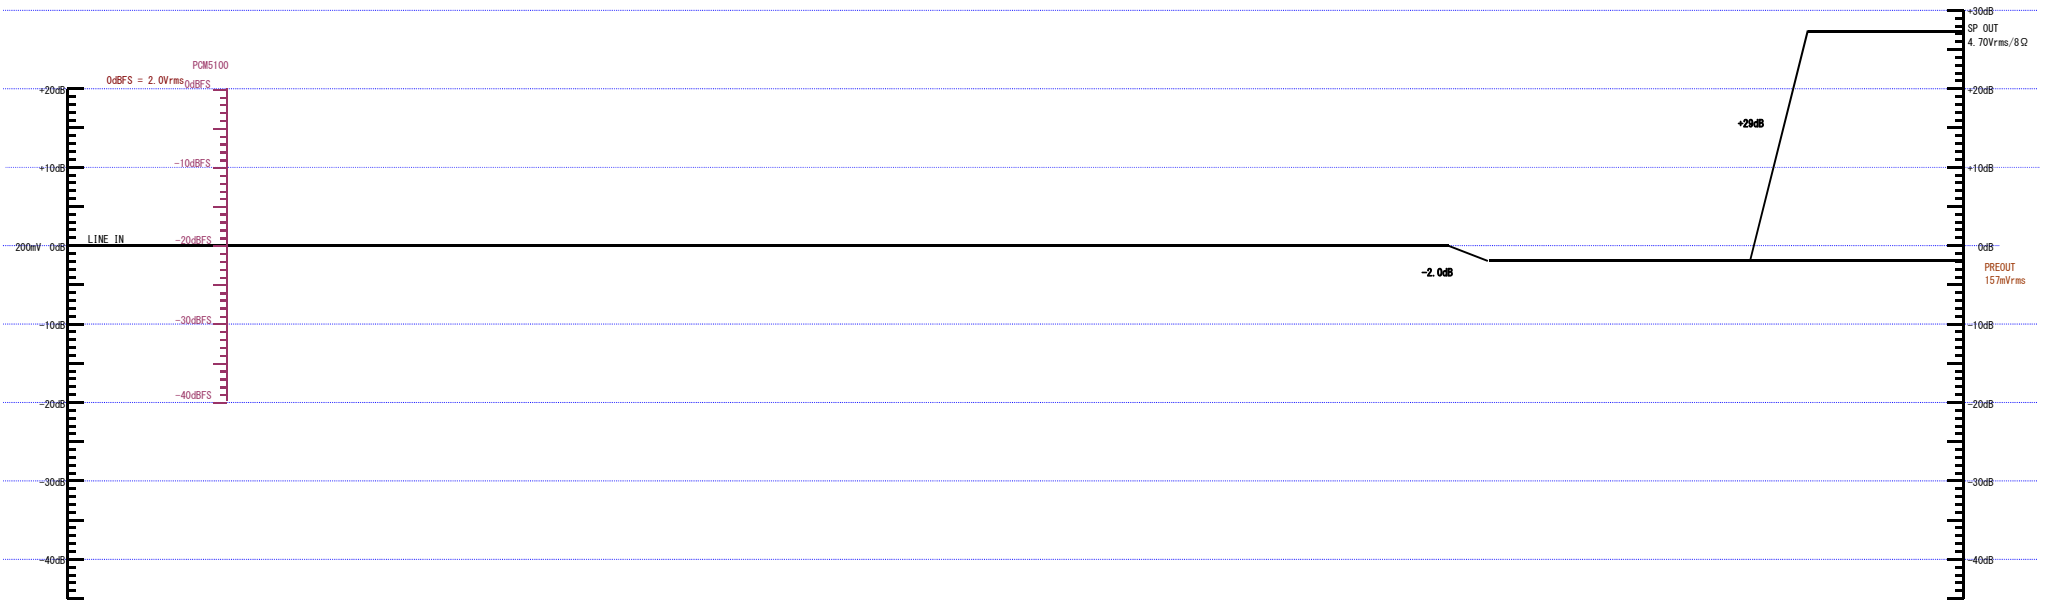 +30dB
SP OUT
4.70Vrms/8Ω
PCM5100
0dBFS = 2.0Vrms
0dBFS
+20dB
+20dB
+29dB
-10dBFS
+10dB
+10dB
LINE IN
-20dBFS
200mV 0dB
0dB
-2.0dB
PREOUT
157mVrms
-30dBFS
-10dB
-10dB
-40dBFS
-20dB
-20dB
-30dB
-30dB
-40dB
-40dB